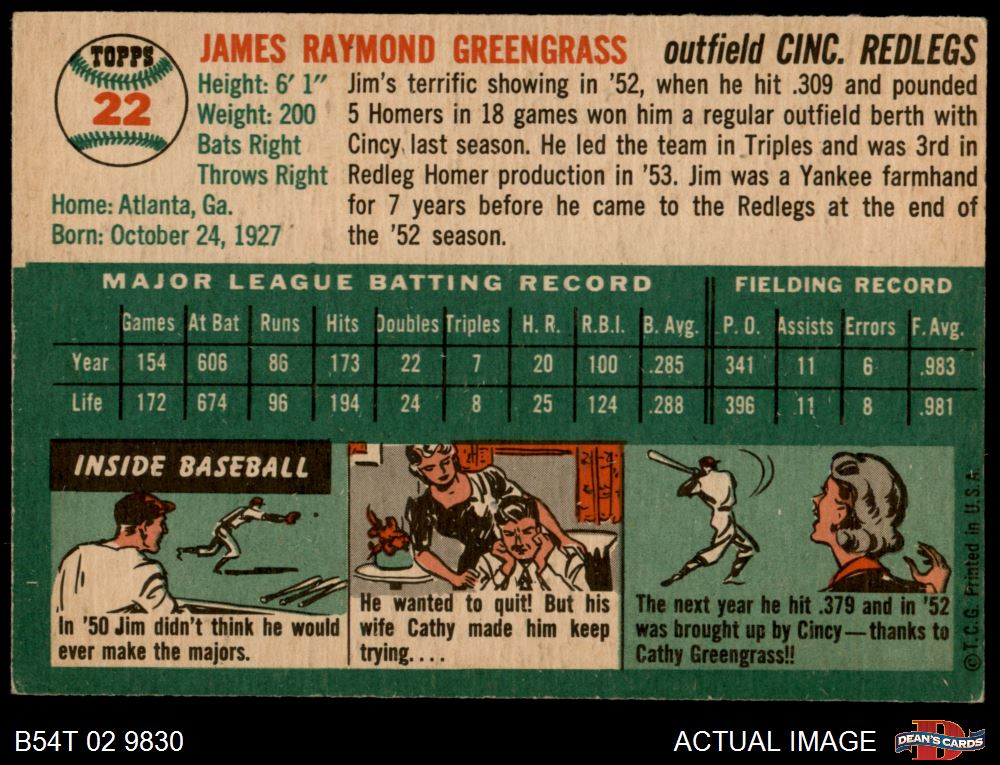 TOPPS
22
JAMES RAYMOND GREENGRASS outfield CINC. REDLEGS
Height: 6' 1"
Weight: 200
Bats Right
Throws Right
Home: Atlanta, Ga.
Born: October 24, 1927
Jim's terrific showing in '52, when he hit .309 and pounded
5 Homers in 18 games won him a regular outfield berth with
Cincy last season. He led the team in Triples and was 3rd in
Redleg Homer production in '53. Jim was a Yankee farmhand
for 7 years before he came to the Redlegs at the end of
the '52 season.
MAJOR LEAGUE BATTING RECORD FIELDING RECORD
Games At Bat Runs Hits Doubles Triples H. R. R.B.I. B. Avg. P. O. Assists Errors F. Avg.
Year 154 606 86 173 22 7 20 100 .285 341 11 6 .983
Life 172 674 96 194 24 8 25 124 .288 396 11 8 .981
INSIDE BASEBALL
In '50 Jim didn't think he would
ever make the majors.
He wanted to quit! But his
wife Cathy made him keep
trying....
The next year he hit .379 and in '52
was brought up by Cincy—thanks to
Cathy Greengrass!!
©T.C.G. Printed in U.S.A.
B54T 02 9830 ACTUAL IMAGE
DEAN'S CARDS